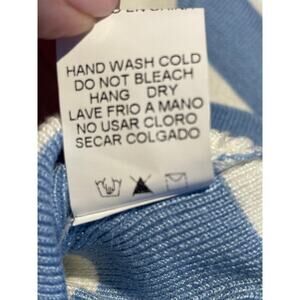 HAND WASH COLD
DO NOT BLEACH
HANG DRY
LAVE FRIO A MANO
NO USAR CLORO
SECAR COLGADO